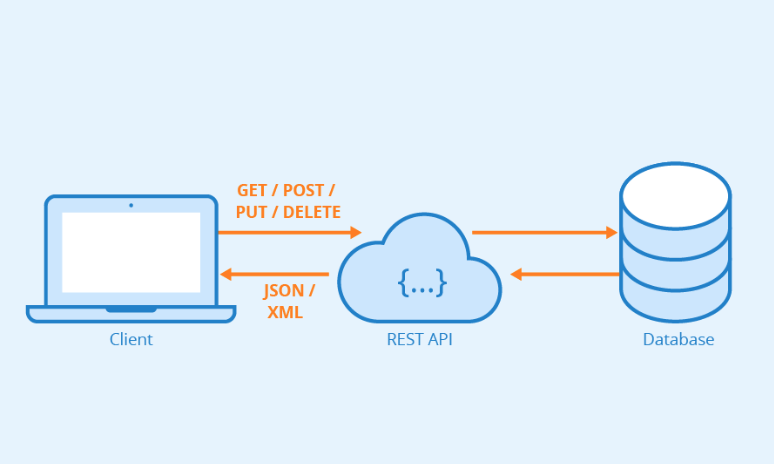 GET / POST /
PUT / DELETE
{...}
JSON /
XML
Client
REST API
Database